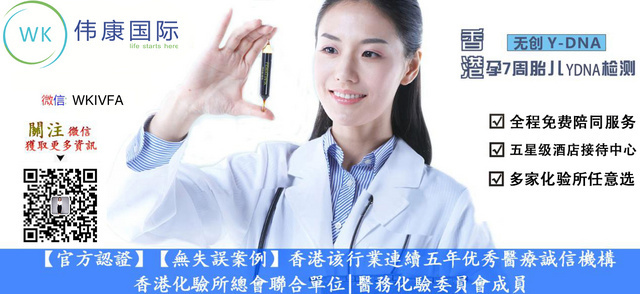 WK 伟康国际
life starts here
微信: WKIVFA
關注 微信
獲取更多資訊
无创 Y-DNA
香港孕7周胎儿YDNA检测
全程免费陪同服务
五星级酒店接待中心
多家化验所任意选
【官方認證】【無失誤案例】香港该行業連續五年优秀醫療誠信機構
香港化驗所總會聯合單位|醫務化驗委員會成員